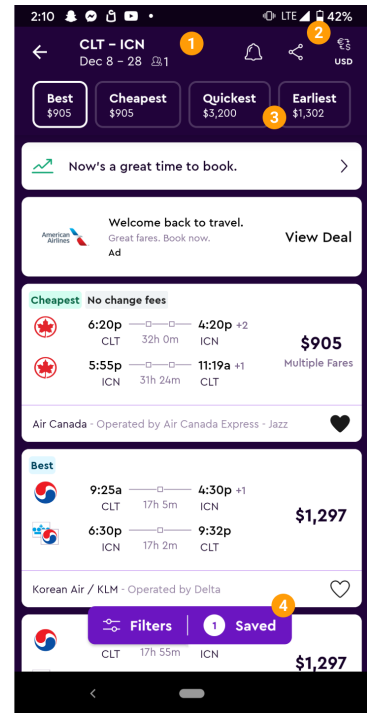 2:10 LTE 42%
CLT – ICN 1 2
Dec 8 – 28 1 USD
Best Cheapest Quickest Earliest
$905 $905 $3,200 3 $1,302
Now's a great time to book.
American Airlines
Welcome back to travel.
Great fares. Book now.
Ad
View Deal
Cheapest No change fees
6:20p 4:20p +2
CLT 32h 0m ICN
$905
Multiple Fares
5:55p 11:19a +1
ICN 31h 24m CLT
Air Canada - Operated by Air Canada Express - Jazz
Best
9:25a 4:30p +1
CLT 17h 5m ICN
$1,297
6:30p 9:32p
ICN 17h 2m CLT
Korean Air / KLM - Operated by Delta
4
Filters 1 Saved
CLT 17h 55m ICN
$1,297